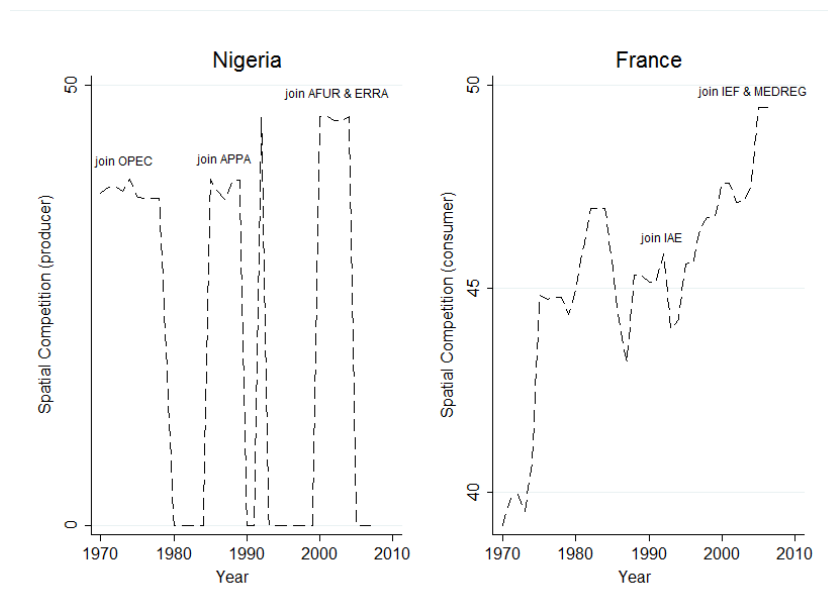 Nigeria
Spatial Competition (producer)
50
0
join OPEC
join APPA
join AFUR & ERRA
1970 1980 1990 2000 2010
Year
France
Spatial Competition (consumer)
50
45
40
join IEF & MEDREG
join IAE
1970 1980 1990 2000 2010
Year